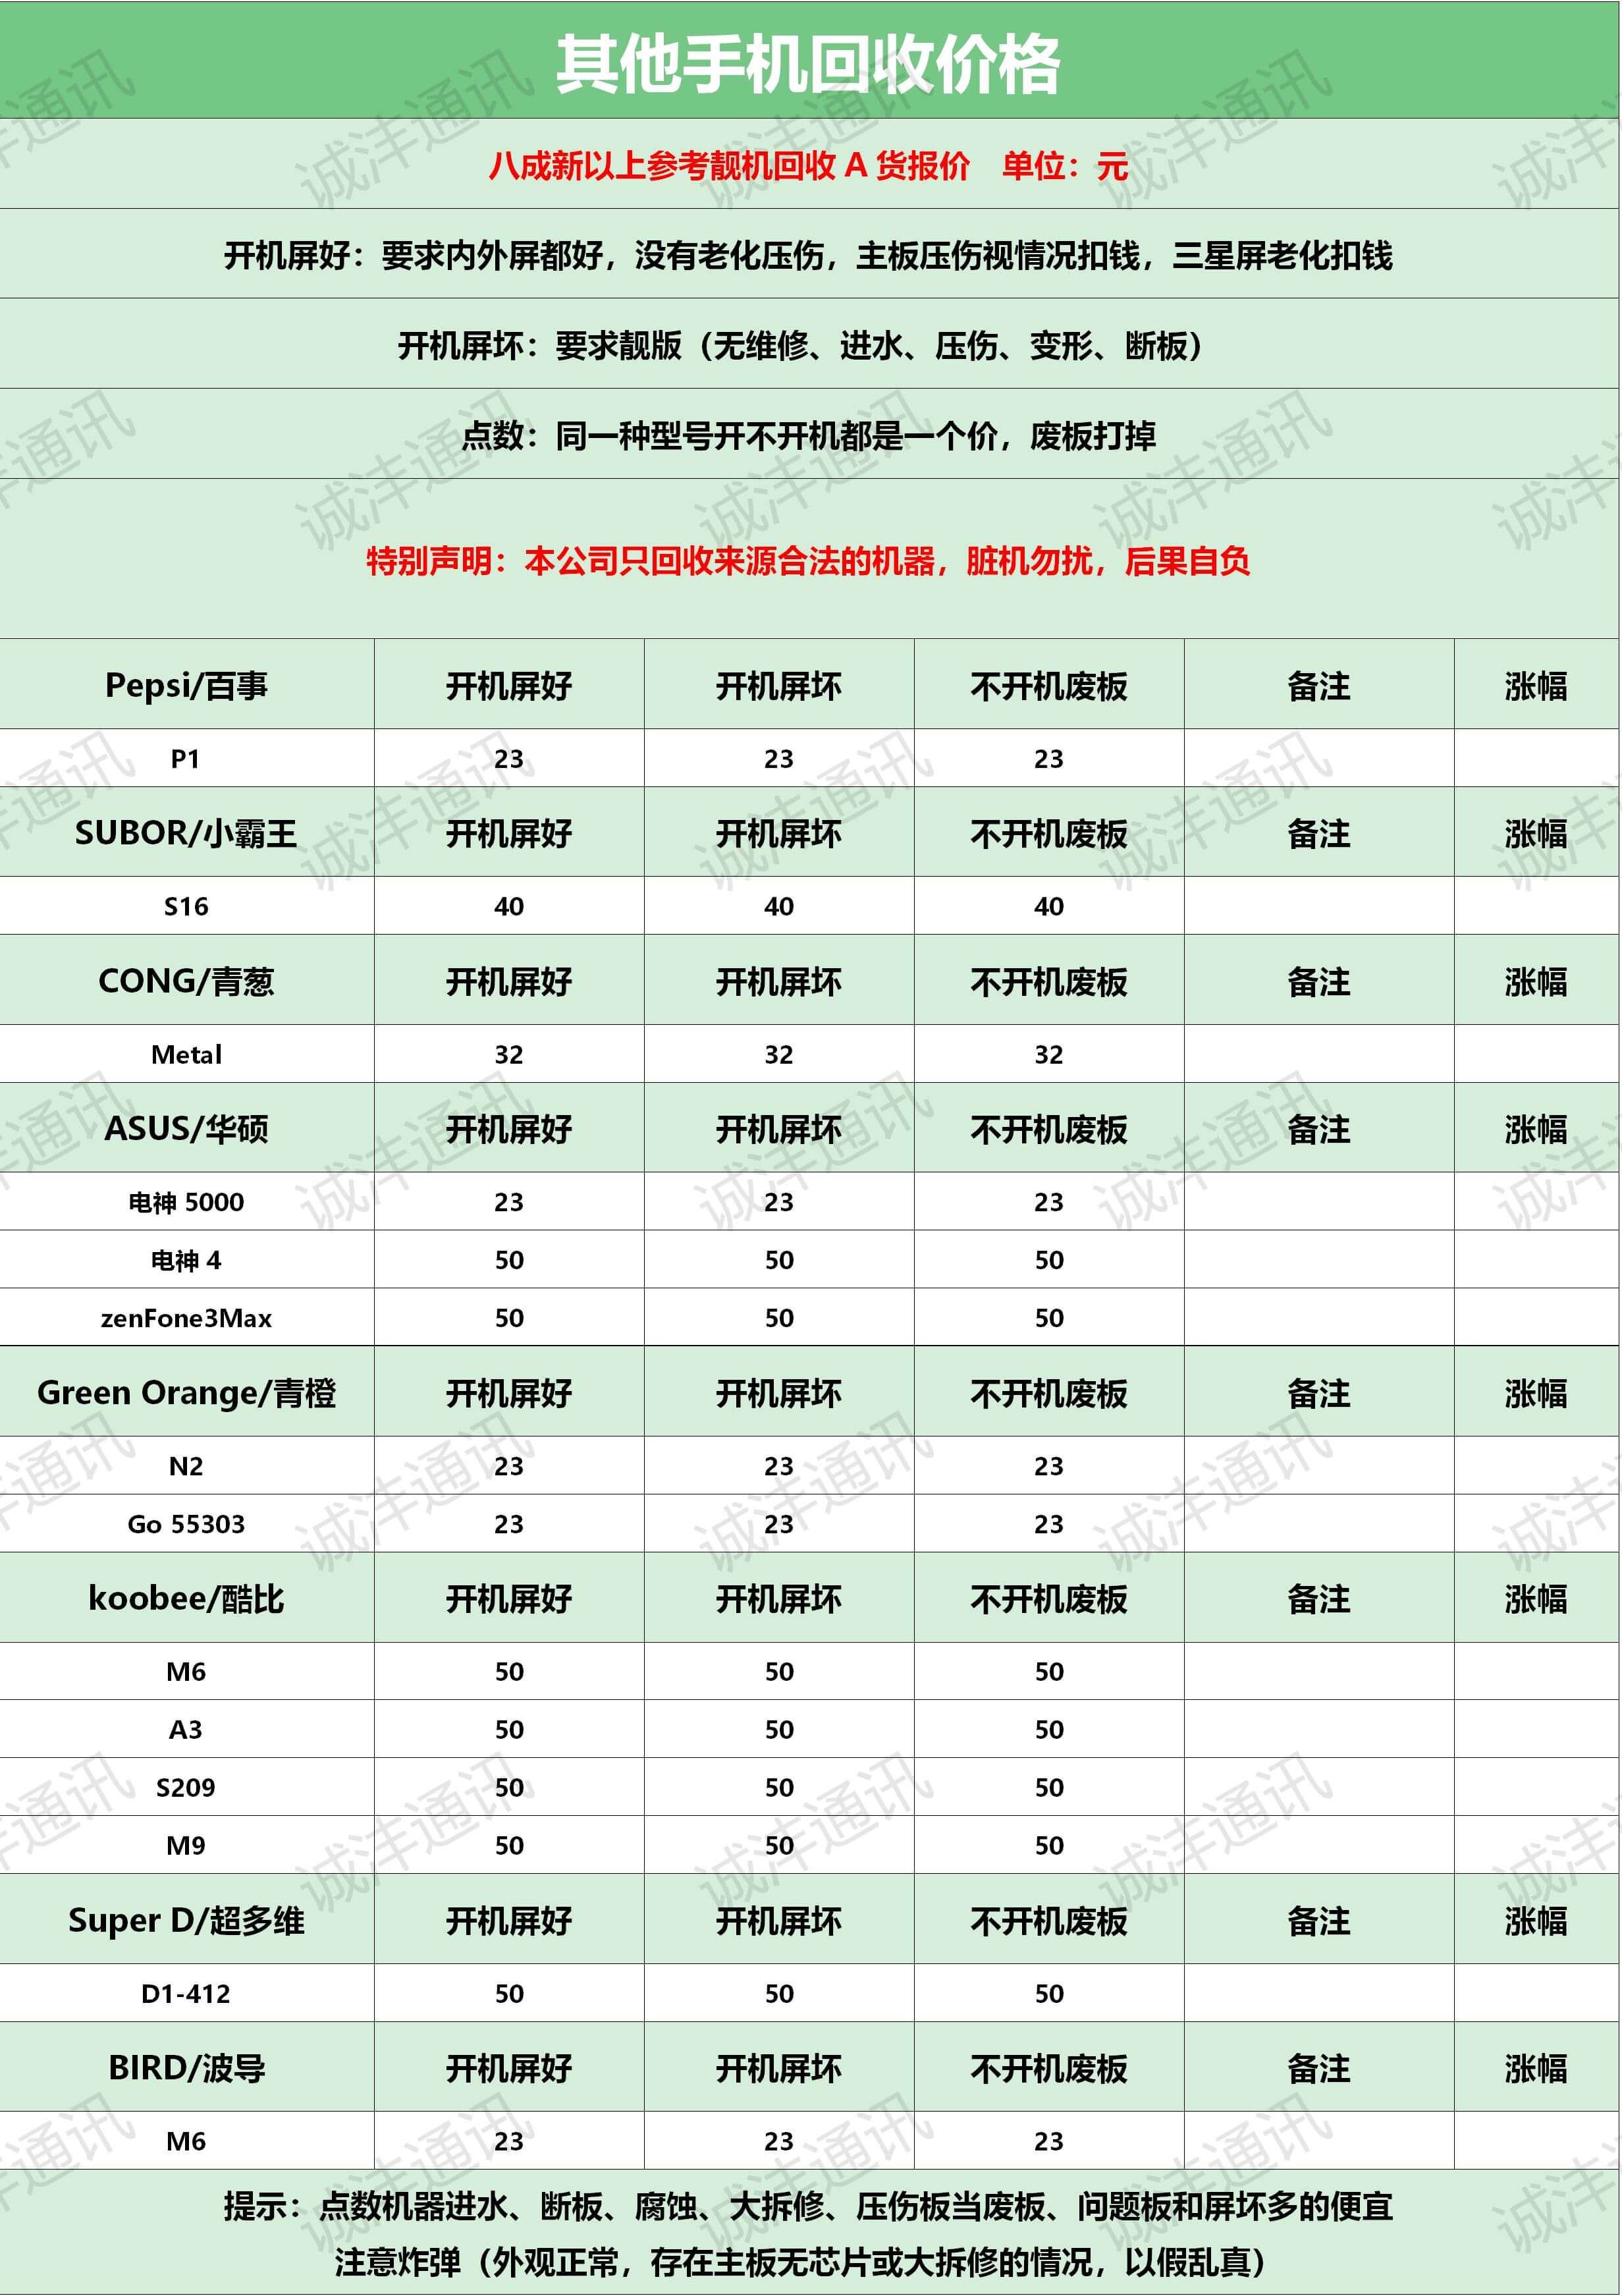 其他手机回收价格
八成新以上参考靓机回收 A 货报价 单位：元
开机屏好：要求内外屏都好，没有老化压伤，主板压伤视情况扣钱，三星屏老化扣钱
开机屏坏：要求靓版（无维修、进水、压伤、变形、断板）
点数：同一种型号开不开机都是一个价，废板打掉
特别声明：本公司只回收来源合法的机器，脏机勿扰，后果自负
Pepsi/百事 开机屏好 开机屏坏 不开机废板 备注 涨幅
P1 23 23 23
SUBOR/小霸王 开机屏好 开机屏坏 不开机废板 备注 涨幅
S16 40 40 40
CONG/青葱 开机屏好 开机屏坏 不开机废板 备注 涨幅
Metal 32 32 32
ASUS/华硕 开机屏好 开机屏坏 不开机废板 备注 涨幅
电神 5000 23 23 23
电神 4 50 50 50
zenFone3Max 50 50 50
Green Orange/青橙 开机屏好 开机屏坏 不开机废板 备注 涨幅
N2 23 23 23
Go 55303 23 23 23
koobee/酷比 开机屏好 开机屏坏 不开机废板 备注 涨幅
M6 50 50 50
A3 50 50 50
S209 50 50 50
M9 50 50 50
Super D/超多维 开机屏好 开机屏坏 不开机废板 备注 涨幅
D1-412 50 50 50
BIRD/波导 开机屏好 开机屏坏 不开机废板 备注 涨幅
M6 23 23 23
提示：点数机器进水、断板、腐蚀、大拆修、压伤板当废板、问题板和屏坏多的便宜
注意炸弹（外观正常，存在主板无芯片或大拆修的情况，以假乱真）
诚沣通讯